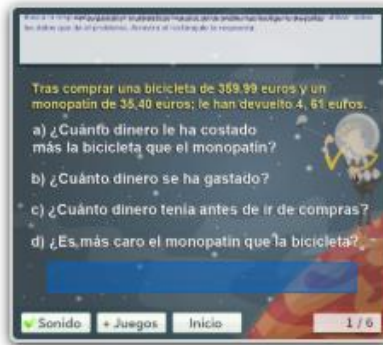 Tras comprar una bicicleta de 359,99 euros y un
monopatín de 35,40 euros; le han devuelto 4, 61 euros.
a) ¿Cuánto dinero le ha costado
más la bicicleta que el monopatín?
b) ¿Cuánto dinero se ha gastado?
c) ¿Cuánto dinero tenía antes de ir de compras?
d) ¿Es más caro el monopatín que la bicicleta?
Sonido
+ Juegos
Inicio
1 / 6